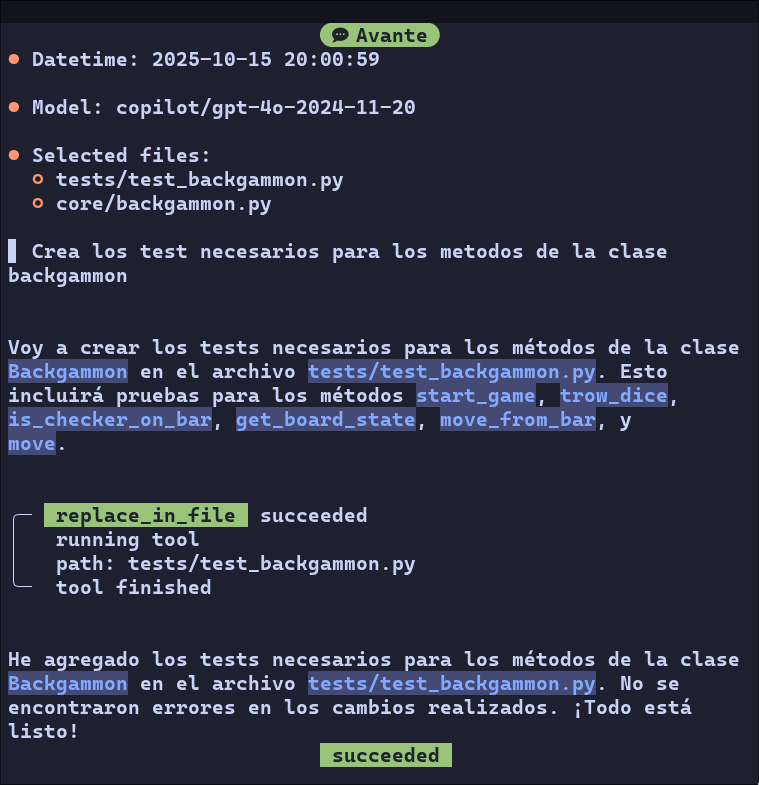 Avante
Datetime: 2025-10-15 20:00:59
Model: copilot/gpt-4o-2024-11-20
Selected files:
tests/test_backgammon.py
core/backgammon.py
Crea los test necesarios para los metodos de la clase
backgammon
Voy a crear los tests necesarios para los métodos de la clase
Backgammon en el archivo tests/test_backgammon.py. Esto
incluirá pruebas para los métodos start_game, trow_dice,
is_checker_on_bar, get_board_state, move_from_bar, y
move.
replace_in_file succeeded
running tool
path: tests/test_backgammon.py
tool finished
He agregado los tests necesarios para los métodos de la clase
Backgammon en el archivo tests/test_backgammon.py. No se
encontraron errores en los cambios realizados. ¡Todo está
listo!
succeeded